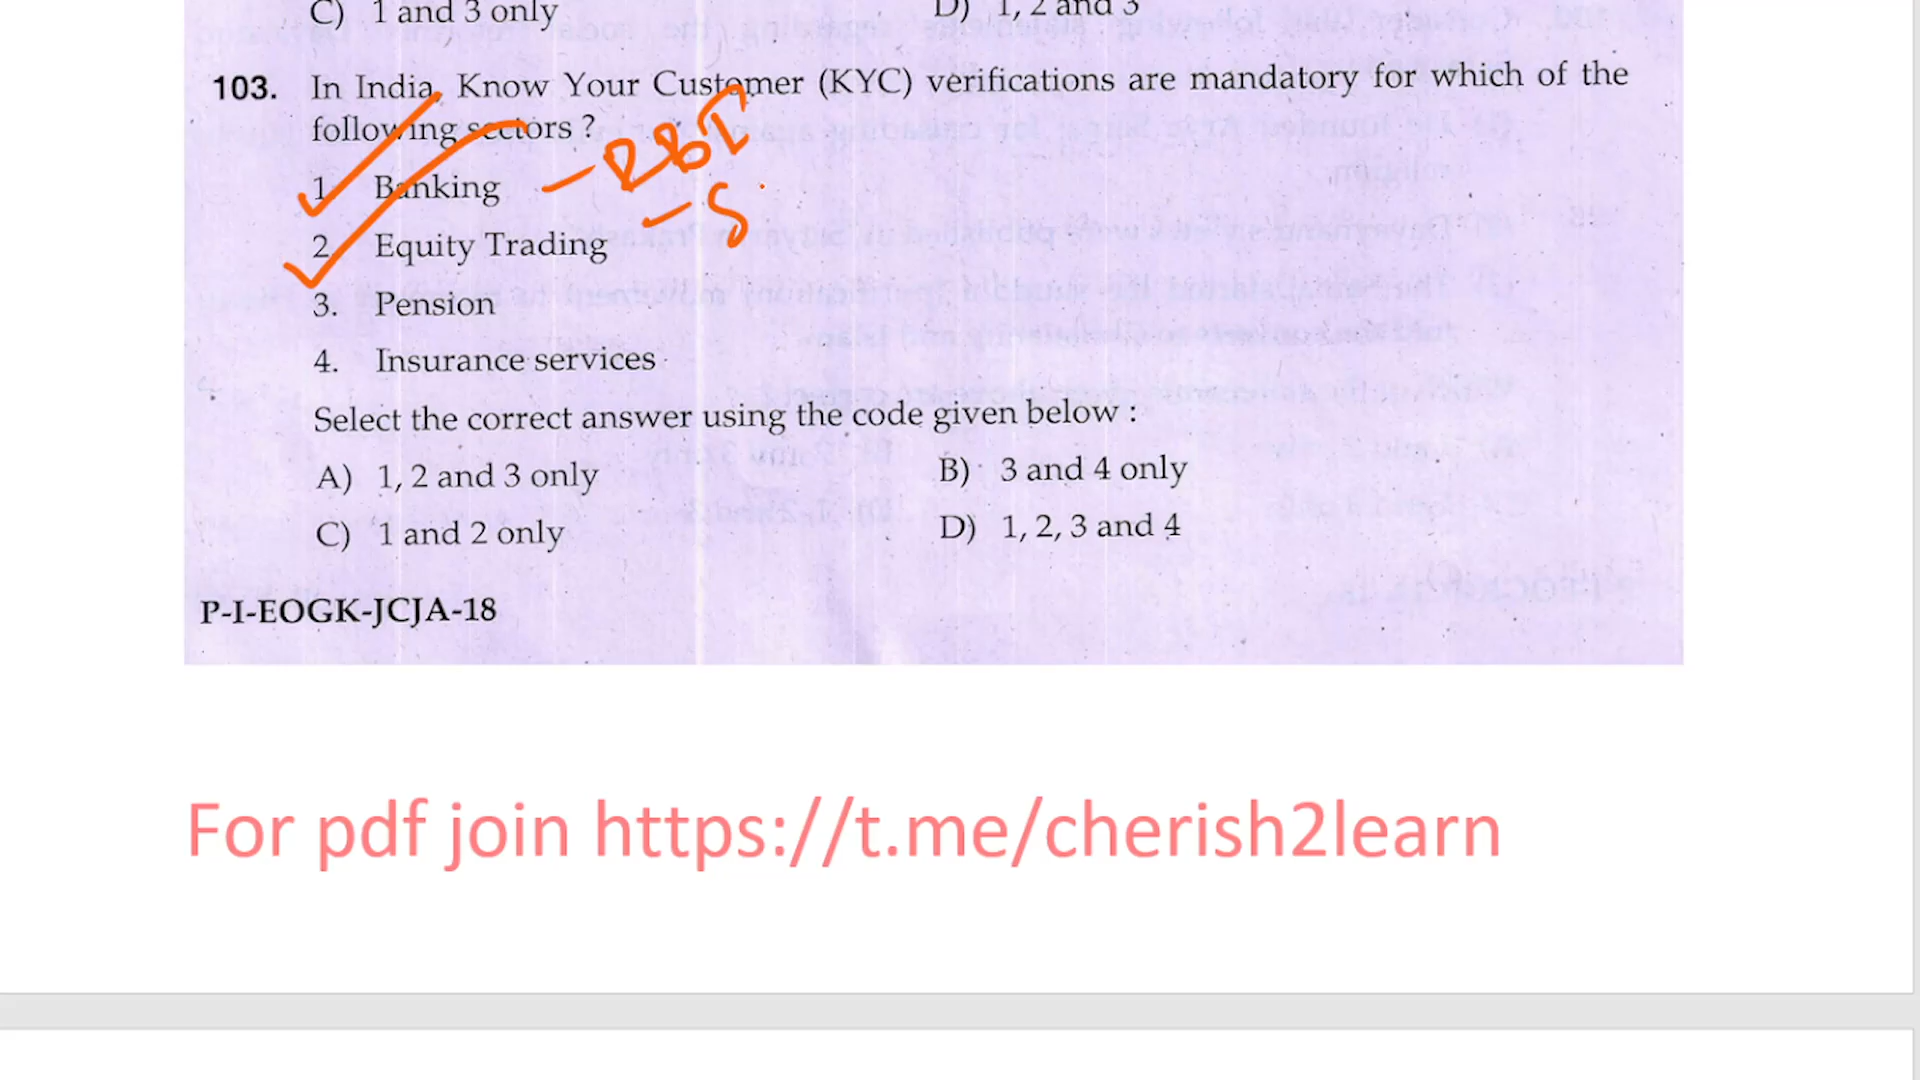 C) 1 and 3 only D) 1, 2 and 3
103. In India, Know Your Customer (KYC) verifications are mandatory for which of the
following sectors ?
1. Banking – RBI
– S
2. Equity Trading
3. Pension
4. Insurance services
Select the correct answer using the code given below :
A) 1, 2 and 3 only B) 3 and 4 only
C) 1 and 2 only D) 1, 2, 3 and 4
P-I-EOGK-JCJA-18
For pdf join https://t.me/cherish2learn